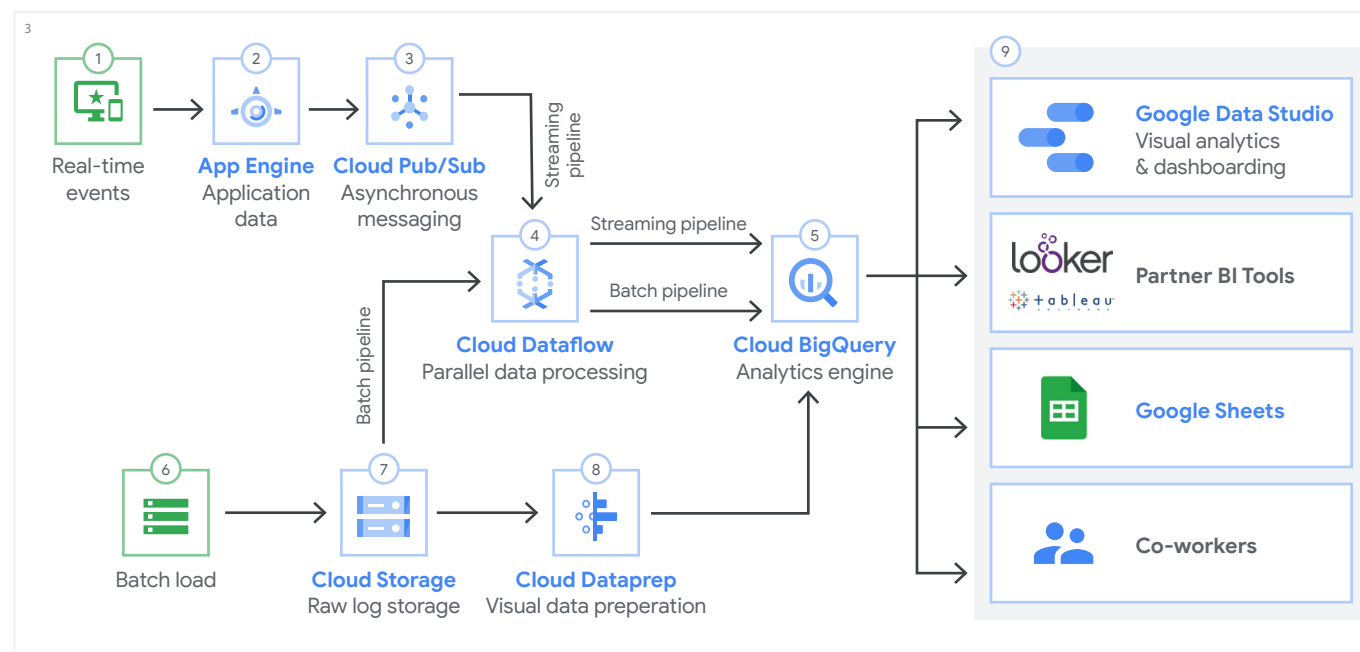 3
1
Real-time
events
2
App Engine
Application
data
3
Cloud Pub/Sub
Asynchronous
messaging
Streaming
pipeline
4
Cloud Dataflow
Parallel data processing
Streaming pipeline
Batch pipeline
5
Cloud BigQuery
Analytics engine
Batch pipeline
6
Batch load
7
Cloud Storage
Raw log storage
8
Cloud Dataprep
Visual data preperation
9
Google Data Studio
Visual analytics
& dashboarding
looker
+ableau
SOFTWARE
Partner BI Tools
Google Sheets
Co-workers